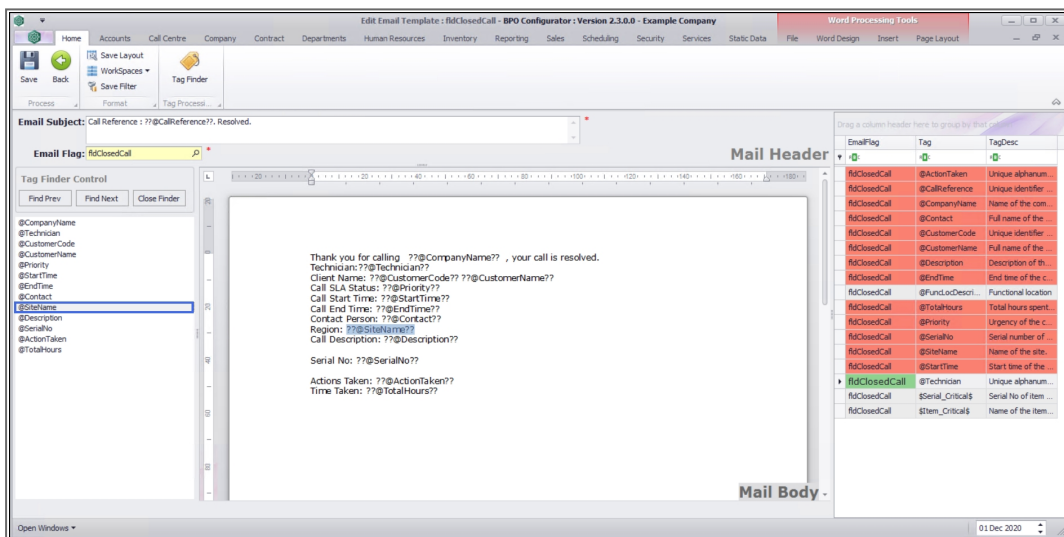 Edit Email Template : fldClosedCall - BPO Configurator : Version 2.3.0.0 - Example Company
Word Processing Tools
Home Accounts Call Centre Company Contract Departments Human Resources Inventory Reporting Sales Scheduling Security Services Static Data File Word Design Insert Page Layout
Save
Back
Save Layout
WorkSpaces
Save Filter
Tag Finder
Process
Format
Tag Processi...
Email Subject: Call Reference : ??@CallReference??. Resolved. *
Email Flag: fldClosedCall *
Mail Header
Drag a column header here to group by that column
EmailFlag Tag TagDesc
Tag Finder Control
Find Prev Find Next Close Finder
@CompanyName
@Technician
@CustomerCode
@CustomerName
@Priority
@StartTime
@EndTime
@Contact
@SiteName
@Description
@SerialNo
@ActionTaken
@TotalHours
Thank you for calling ??@CompanyName?? , your call is resolved.
Technician:??@Technician??
Client Name: ??@CustomerCode?? ??@CustomerName??
Call SLA Status: ??@Priority??
Call Start Time: ??@StartTime??
Call End Time: ??@EndTime??
Contact Person: ??@Contact??
Region: ??@SiteName??
Call Description: ??@Description??
Serial No: ??@SerialNo??
Actions Taken: ??@ActionTaken??
Time Taken: ??@TotalHours??
Mail Body
fldClosedCall @ActionTaken Unique alphanum...
fldClosedCall @CallReference Unique identifier ...
fldClosedCall @CompanyName Name of the com...
fldClosedCall @Contact Full name of the ...
fldClosedCall @CustomerCode Unique identifier ...
fldClosedCall @CustomerName Full name of the ...
fldClosedCall @Description Description of th...
fldClosedCall @EndTime End time of the c...
fldClosedCall @FuncLocDescri... Functional location
fldClosedCall @TotalHours Total hours spent...
fldClosedCall @Priority Urgency of the c...
fldClosedCall @SerialNo Serial number of ...
fldClosedCall @SiteName Name of the site.
fldClosedCall @StartTime Start time of the ...
fldClosedCall @Technician Unique alphanum...
fldClosedCall $Serial_Critical$ Serial No of item ...
fldClosedCall $Item_Critical$ Name of the item...
Open Windows
01 Dec 2020